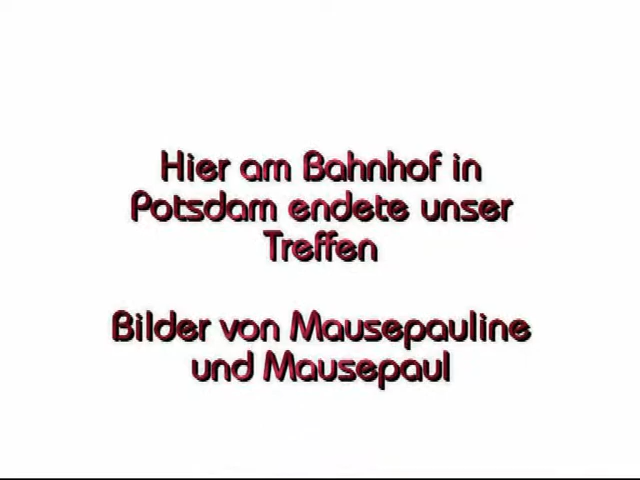 Hier am Bahnhof in
Potsdam endete unser
Treffen
Bilder von Mausepauline
und Mausepaul